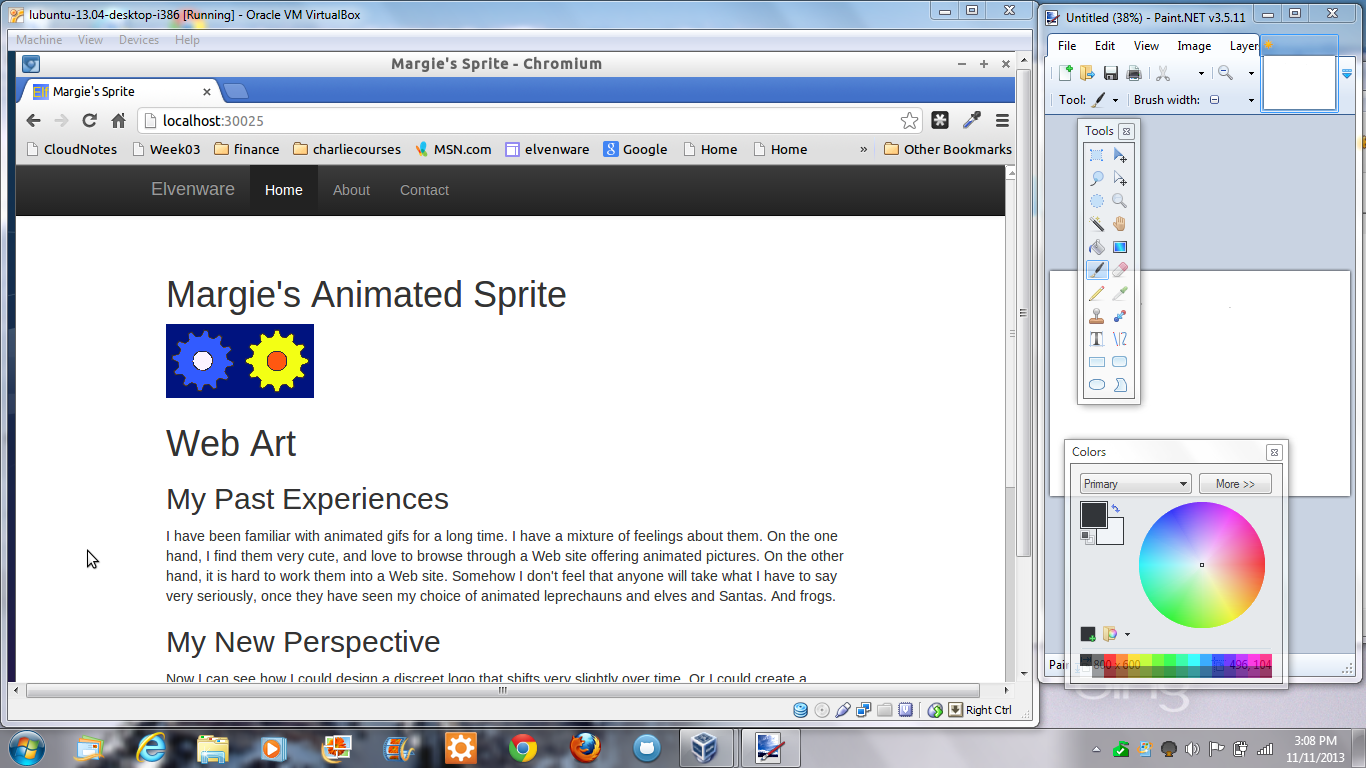 lubuntu-13.04-desktop-i386 [Running] - Oracle VM VirtualBox
Machine View Devices Help
Margie's Sprite - Chromium
Margie's Sprite
localhost:30025
CloudNotes Week03 finance charliecourses MSN.com elvenware Google Home Home » Other Bookmarks
Elvenware Home About Contact
Margie's Animated Sprite
Web Art
My Past Experiences
I have been familiar with animated gifs for a long time. I have a mixture of feelings about them. On the one
hand, I find them very cute, and love to browse through a Web site offering animated pictures. On the other
hand, it is hard to work them into a Web site. Somehow I don't feel that anyone will take what I have to say
very seriously, once they have seen my choice of animated leprechauns and elves and Santas. And frogs.
My New Perspective
Now I can see how I could design a discreet logo that shifts very slightly over time. Or I could create a
Right Ctrl
Untitled (38%) - Paint.NET v3.5.11
File Edit View Image Layer
Tool: Brush width:
Tools
Colors
Primary More >>
800 x 600 496, 104
bing
3:08 PM
11/11/2013